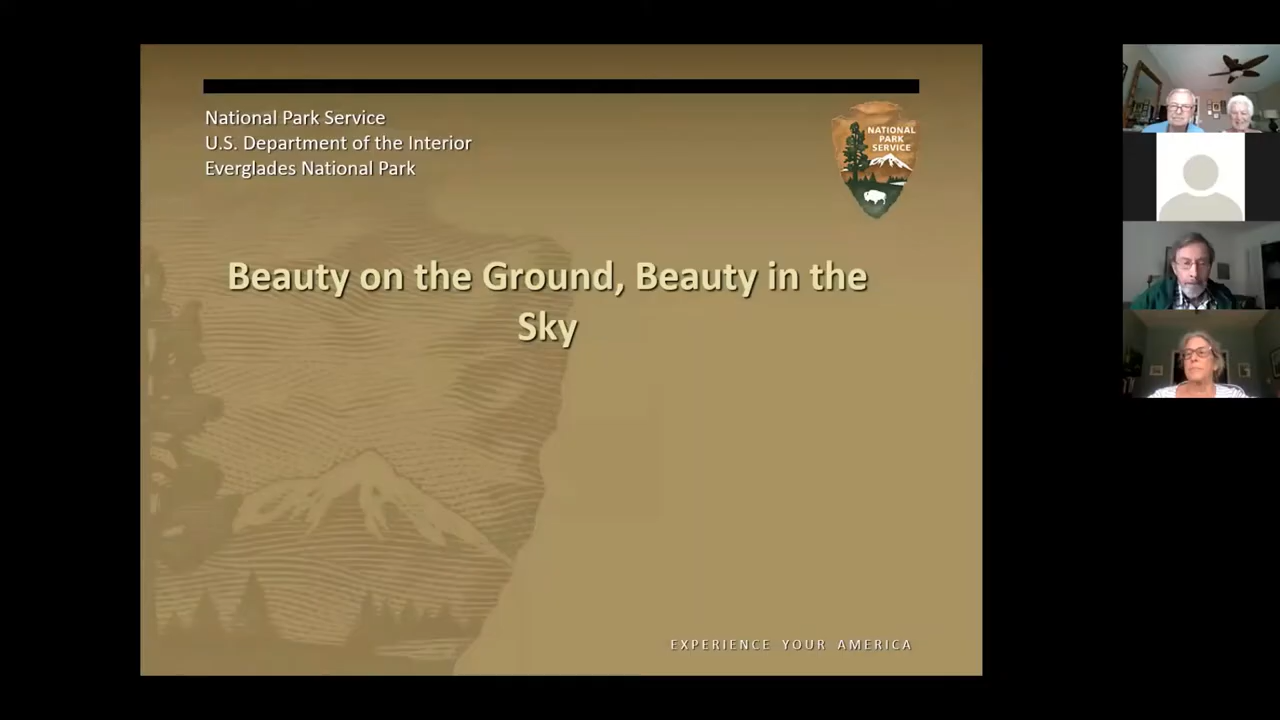 National Park Service
U.S. Department of the Interior
Everglades National Park
NATIONAL
PARK
SERVICE
Beauty on the Ground, Beauty in the
Sky
EXPERIENCE YOUR AMERICA